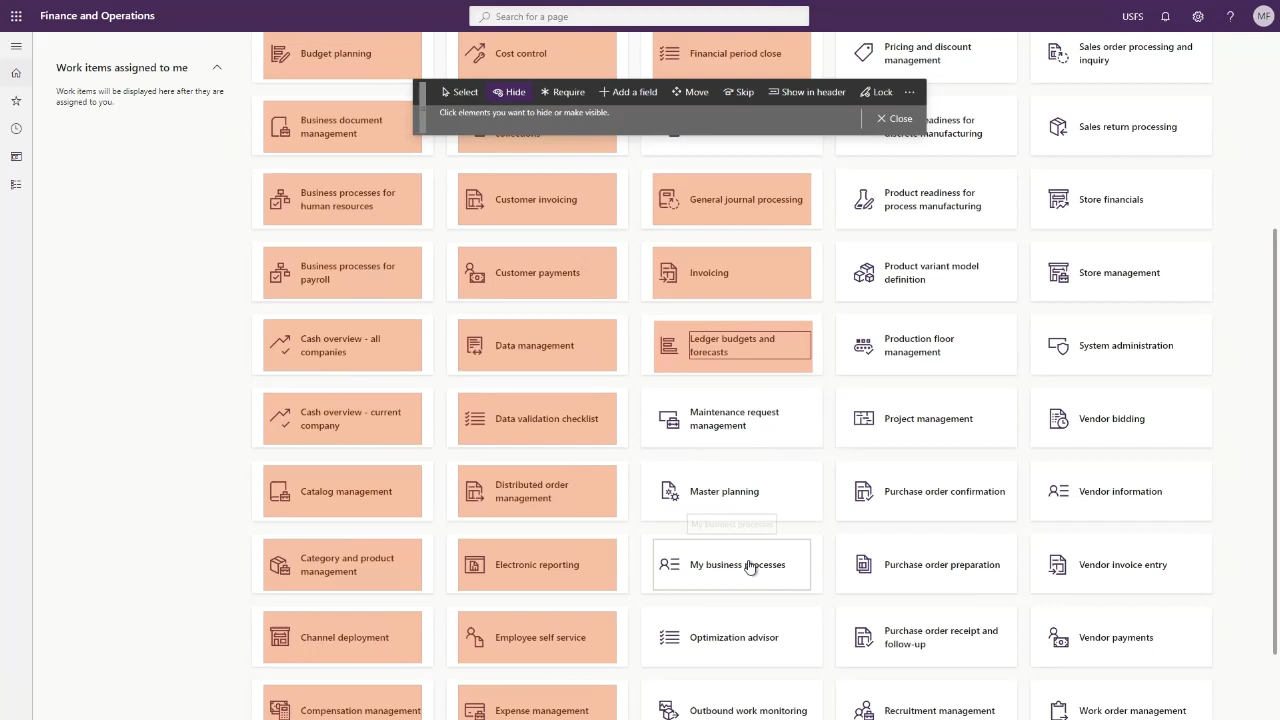 Finance and Operations
Search for a page
USFS
MF
Work items assigned to me
Work items will be displayed here after they are
assigned to you.
Budget planning
Cost control
Financial period close
Pricing and discount
management
Sales order processing and
inquiry
Select
Hide
Require
Add a field
Move
Skip
Show in header
Lock
Click elements you want to hide or make visible.
Close
Business document
management
collections
readiness for
discrete manufacturing
Sales return processing
Business processes for
human resources
Customer invoicing
General journal processing
Product readiness for
process manufacturing
Store financials
Business processes for
payroll
Customer payments
Invoicing
Product variant model
definition
Store management
Cash overview - all
companies
Data management
Ledger budgets and
forecasts
Production floor
management
System administration
Cash overview - current
company
Data validation checklist
Maintenance request
management
Project management
Vendor bidding
Catalog management
Distributed order
management
Master planning
Purchase order confirmation
Vendor information
My business processes
Category and product
management
Electronic reporting
My business processes
Purchase order preparation
Vendor invoice entry
Channel deployment
Employee self service
Optimization advisor
Purchase order receipt and
follow-up
Vendor payments
Compensation management
Expense management
Outbound work monitoring
Recruitment management
Work order management